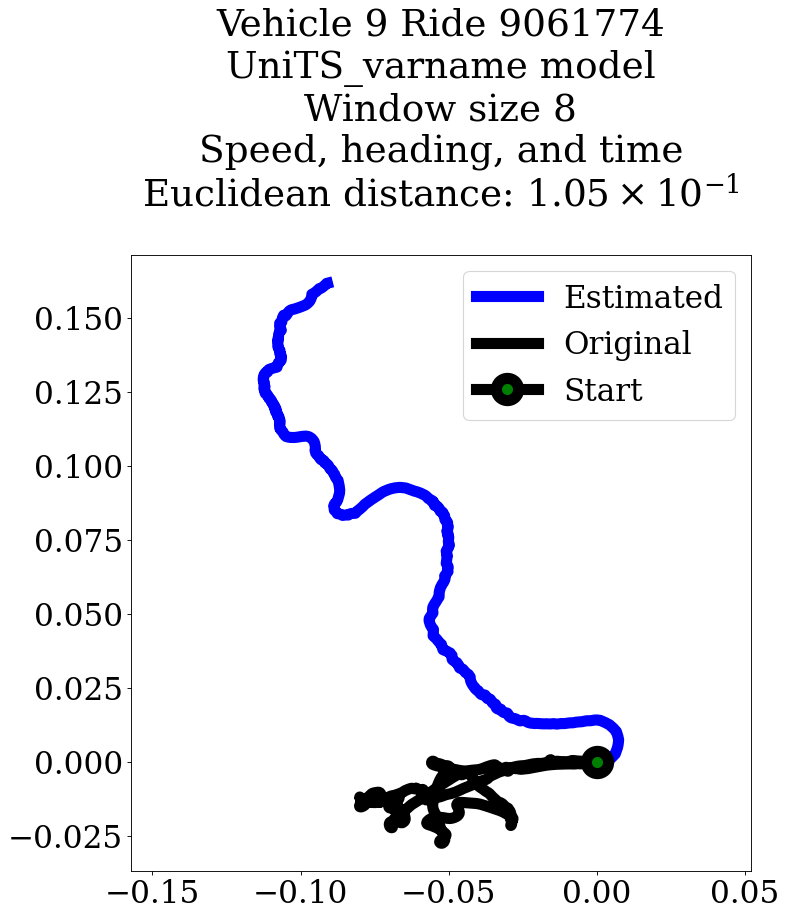 Vehicle 9 Ride 9061774
UniTS_varname model
Window size 8
Speed, heading, and time
Euclidean distance: 1.05 × 10⁻¹
Estimated
Original
Start
0.150
0.125
0.100
0.075
0.050
0.025
0.000
−0.025
−0.15 −0.10 −0.05 0.00 0.05